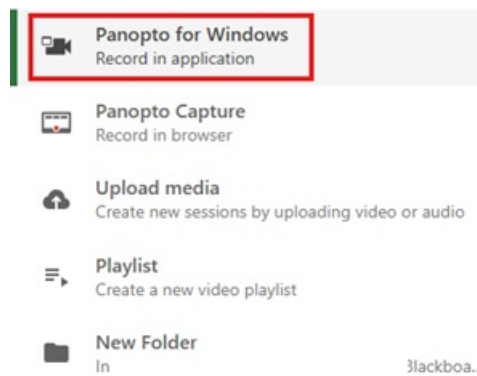 Panopto for Windows
Record in application
Panopto Capture
Record in browser
Upload media
Create new sessions by uploading video or audio
Playlist
Create a new video playlist
New Folder
In